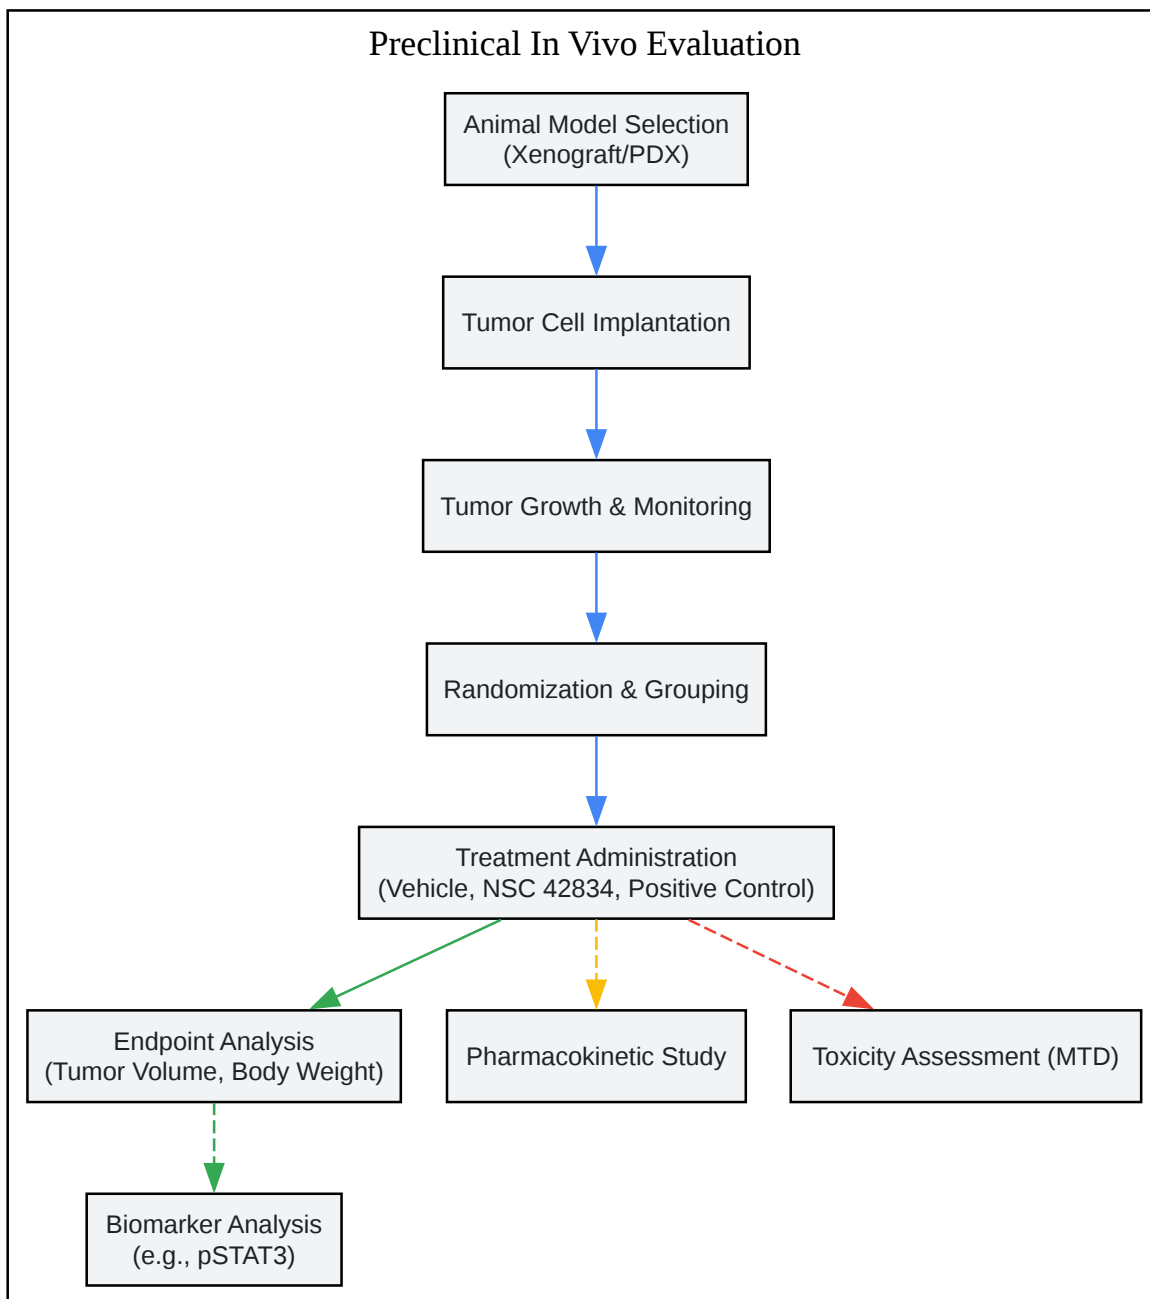 Preclinical In Vivo Evaluation
Animal Model Selection
(Xenograft/PDX)
Tumor Cell Implantation
Tumor Growth & Monitoring
Randomization & Grouping
Treatment Administration
(Vehicle, NSC 42834, Positive Control)
Endpoint Analysis
(Tumor Volume, Body Weight)
Pharmacokinetic Study
Toxicity Assessment (MTD)
Biomarker Analysis
(e.g., pSTAT3)